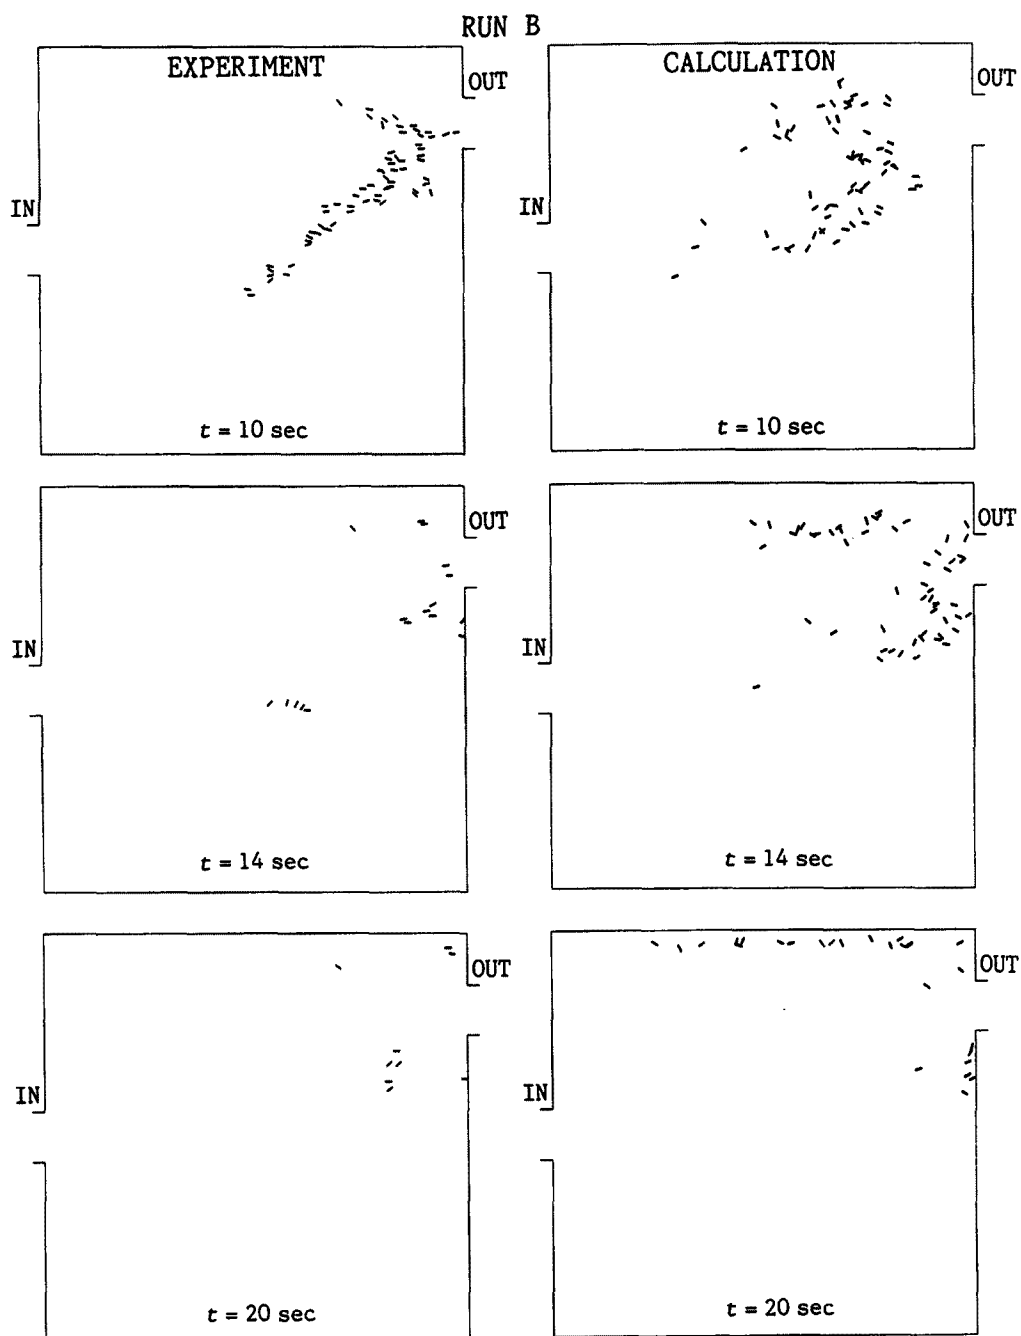 RUN B
EXPERIMENT
OUT
IN
t = 10 sec
CALCULATION
OUT
IN
t = 10 sec
OUT
IN
t = 14 sec
OUT
IN
t = 14 sec
OUT
IN
t = 20 sec
OUT
IN
t = 20 sec